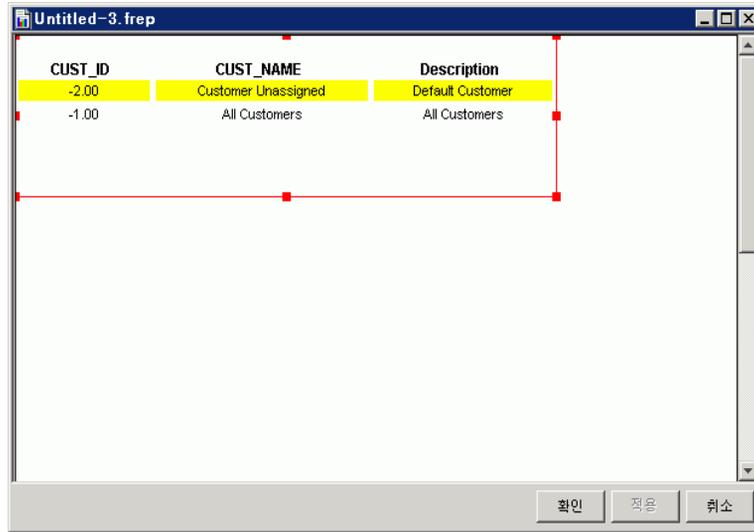 Untitled-3.frep
CUST_ID CUST_NAME Description
-2.00 Customer Unassigned Default Customer
-1.00 All Customers All Customers
확인 적용 취소